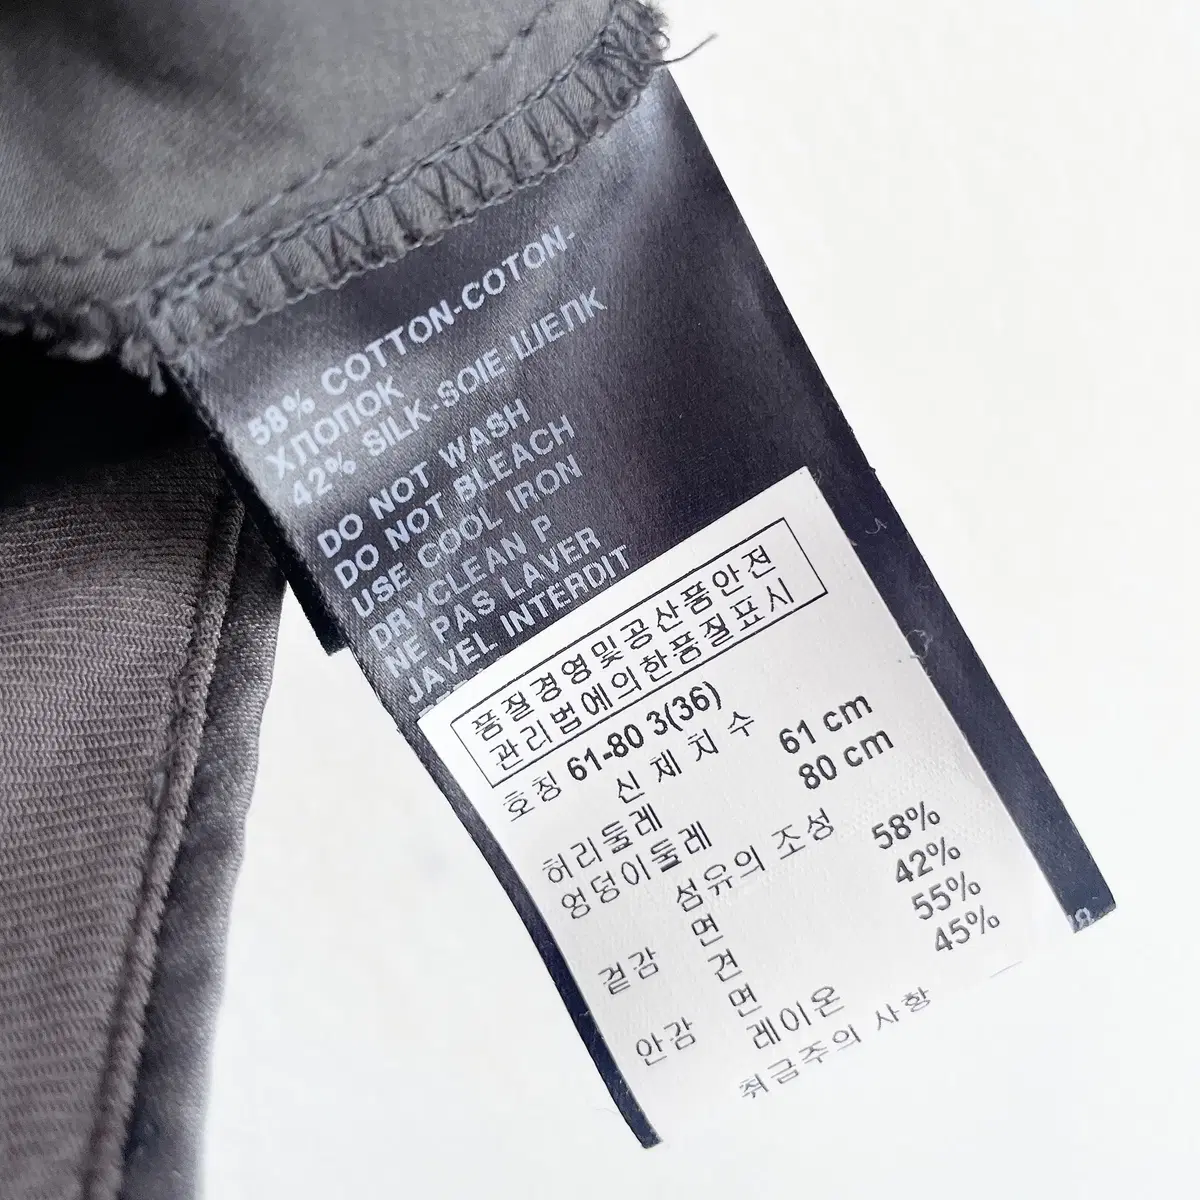 58% COTTON-COTON-
ХЛОПОК
42% SILK-SOIE-ШЕЛК
DO NOT WASH
DO NOT BLEACH
USE COOL IRON
DRYCLEAN P
NE PAS LAVER
JAVEL INTERDIT
품질경영및공산품안전
관리법에의한품질표시
호칭 61-80 3(36)
신 체 치 수
허리둘레 61 cm
엉덩이둘레 80 cm
섬유의 조성
겉감 면 58%
견 42%
안감 면 55%
레이온 45%
취급주의 사항